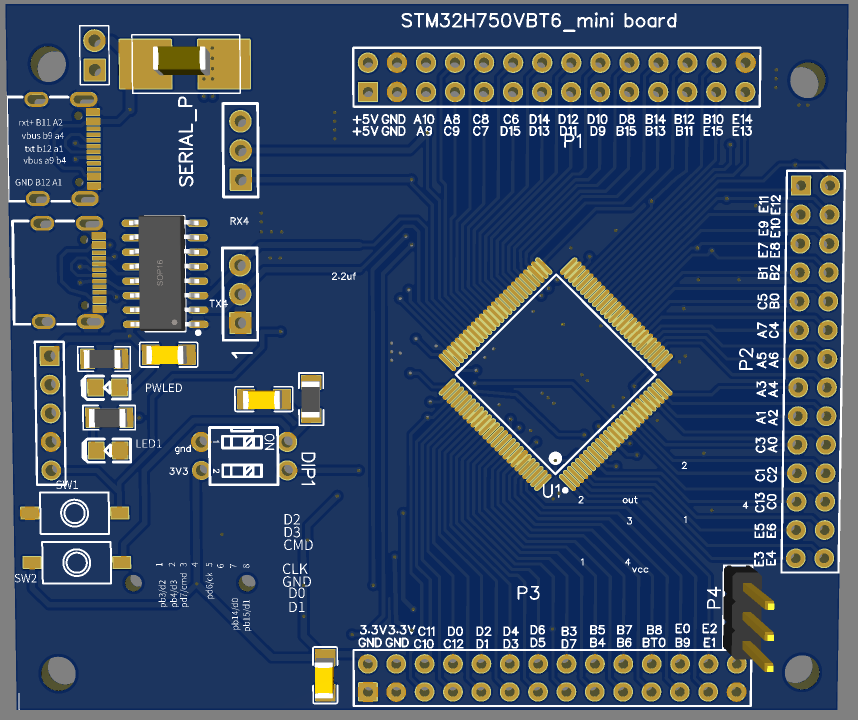 STM32H750VBT6_mini board
+5V GND A10 A8 C8 C6 D14 D12 D10 D8 B14 B12 B10 E14
+5V GND A9 C9 C7 D15 D13 D11 D9 B15 B13 B11 E15 E13
P1
SERIAL_P
rxt+ B11 A2
vbus b9 a4
txt b12 a1
vbus a9 b4
GND B12 A1
RX4
TX4
1
SOP16
2.2uf
E11 E12
E9 E10
E7 E8
B1 B2
C5 B0
A7 C4
A5 A6
A3 A4
A1 A2
C3 A0
C1 C2
C13 C0
E5 E6
E3 E4
P2
PWLED
LED1
gnd
3V3
ON
1
2
DIP1
U1
2
2
out
3
1
4
1
4
vcc
SW1
SW2
D2
D3
CMD
CLK
GND
D0
D1
1 2 3 4 5 6 7 8
pb3/d2
pb4/d3
pd7/cmd
pd6/ck
pb14/d0
pb15/d1
P3
P4
3.3V 3.3V C11 D0 D2 D4 D6 B3 B5 B7 B8 E0 E2
GND GND C10 C12 D1 D3 D5 D7 B4 B6 BT0 B9 E1